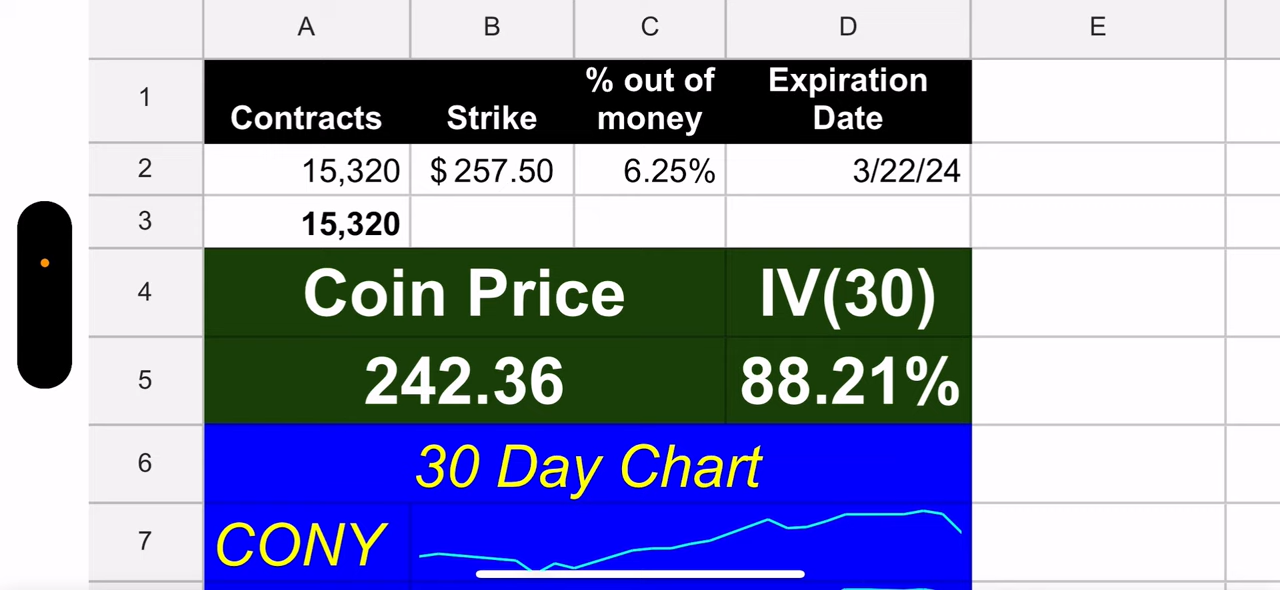 A B C D E
1 Contracts Strike % out of money Expiration Date
2 15,320 $ 257.50 6.25% 3/22/24
3 15,320
4 Coin Price IV(30)
5 242.36 88.21%
6 30 Day Chart
7 CONY